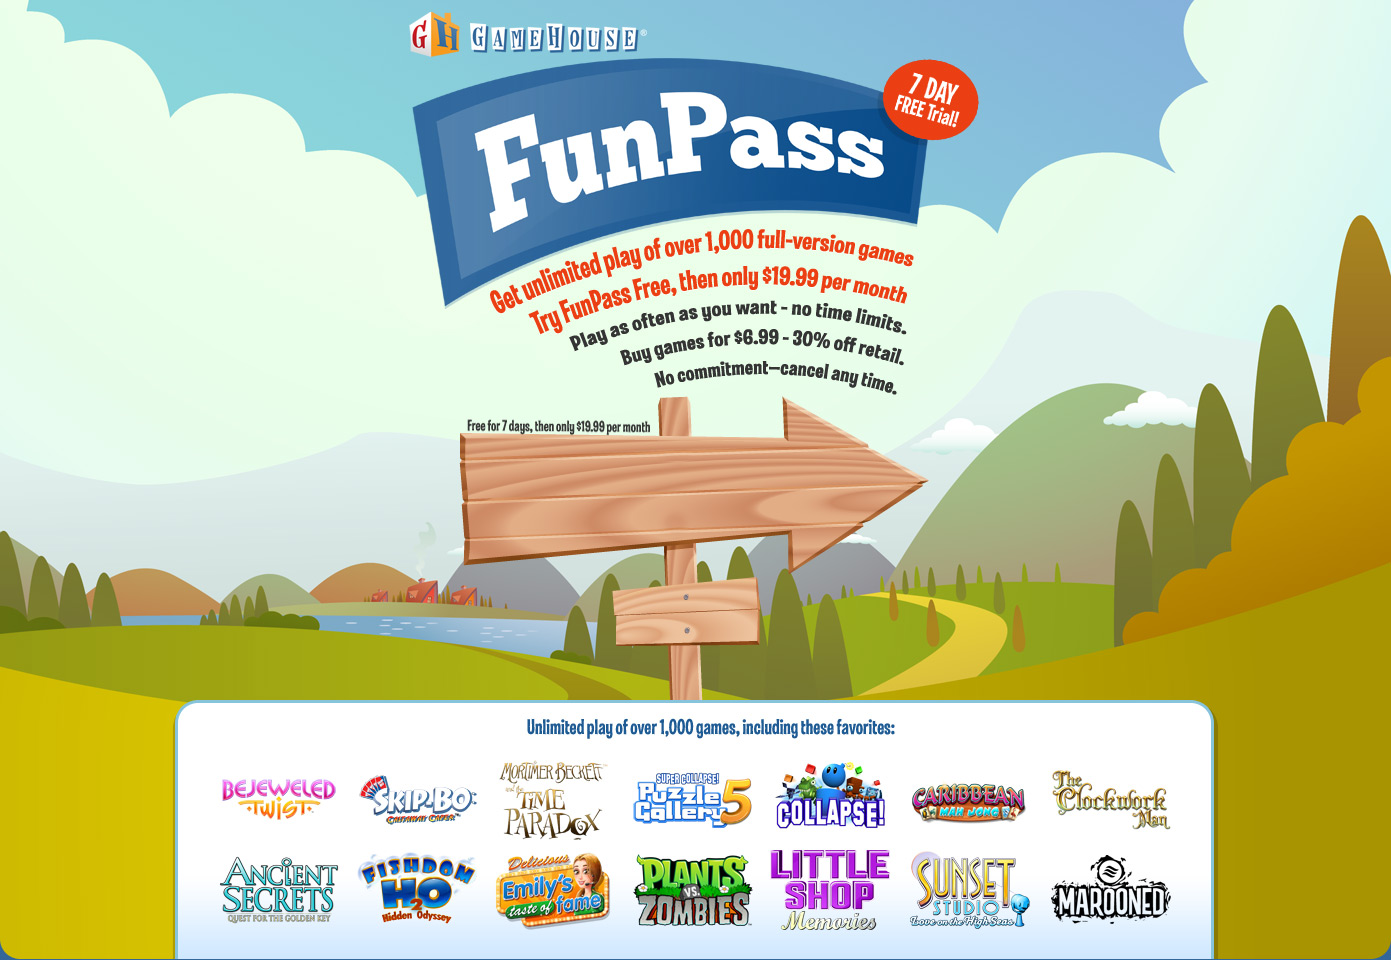 GH GAMEHOUSE®
7 DAY
FREE Trial!
FunPass
Get unlimited play of over 1,000 full-version games
Try FunPass Free, then only $19.99 per month
Play as often as you want - no time limits.
Buy games for $6.99 - 30% off retail.
No commitment—cancel any time.
Free for 7 days, then only $19.99 per month
Unlimited play of over 1,000 games, including these favorites:
BEJEWELED
TWIST
SKIP-BO
CASTAWAY CAPER
MORTIMER BECKETT™
and the
TIME
PARADOX
SUPER COLLAPSE!
Puzzle
Gallery 5
COLLAPSE!
CARIBBEAN
MAH JONG
The
Clockwork
Man
ANCIENT
SECRETS
QUEST FOR THE GOLDEN KEY
FISHDOM
H2O
Hidden Odyssey
Delicious
Emily's
taste of fame
PLANTS
VS.
ZOMBIES
LITTLE
SHOP
Memories
SUNSET
STUDIO
Love on the High Seas
MAROONED